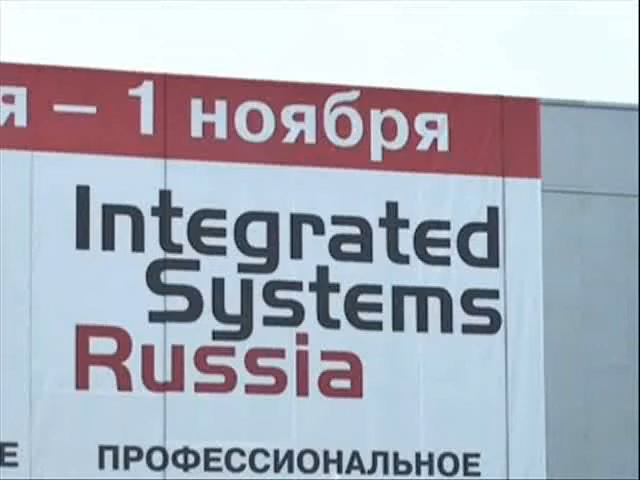 – 1 ноября
Integrated
Systems
Russia
ПРОФЕССИОНАЛЬНОЕ